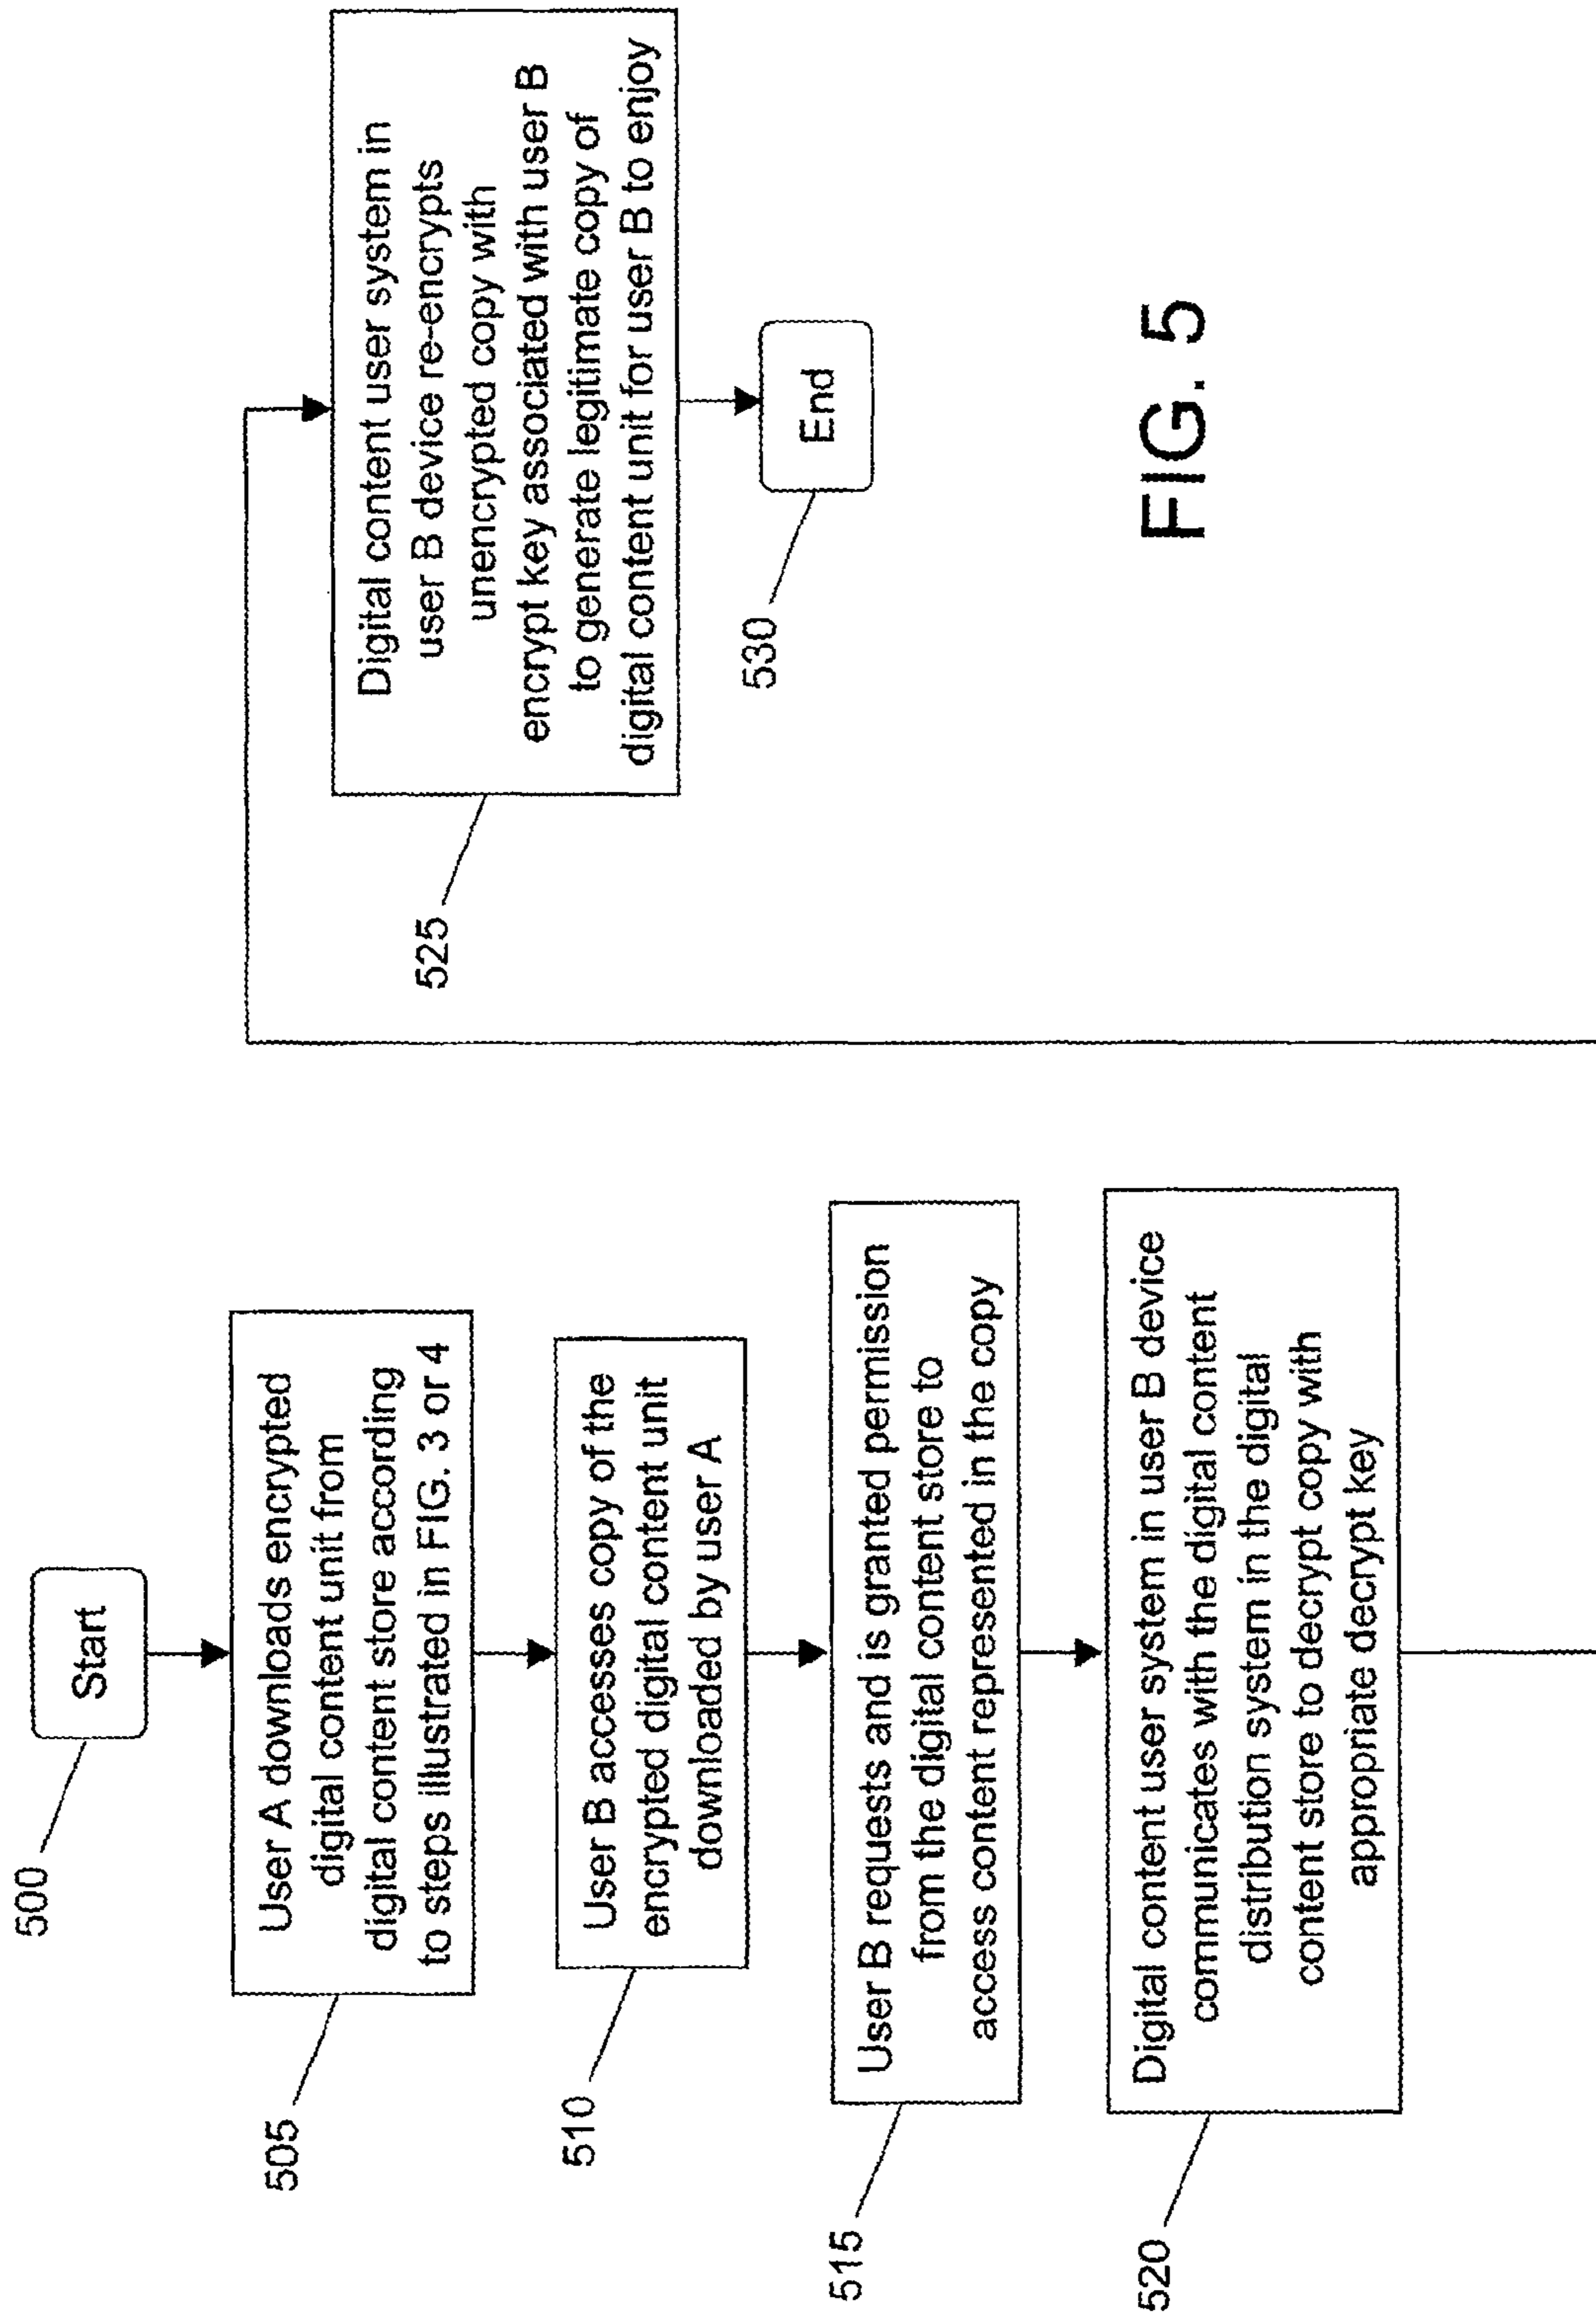 500
Start
505
User A downloads encrypted
digital content unit from
digital content store according
to steps illustrated in FIG. 3 or 4
510
User B accesses copy of the
encrypted digital content unit
downloaded by user A
515
User B requests and is granted permission
from the digital content store to
access content represented in the copy
520
Digital content user system in user B device
communicates with the digital content
distribution system in the digital
content store to decrypt copy with
appropriate decrypt key
525
Digital content user system in
user B device re-encrypts
unencrypted copy with
encrypt key associated with user B
to generate legitimate copy of
digital content unit for user B to enjoy
530
End
FIG. 5